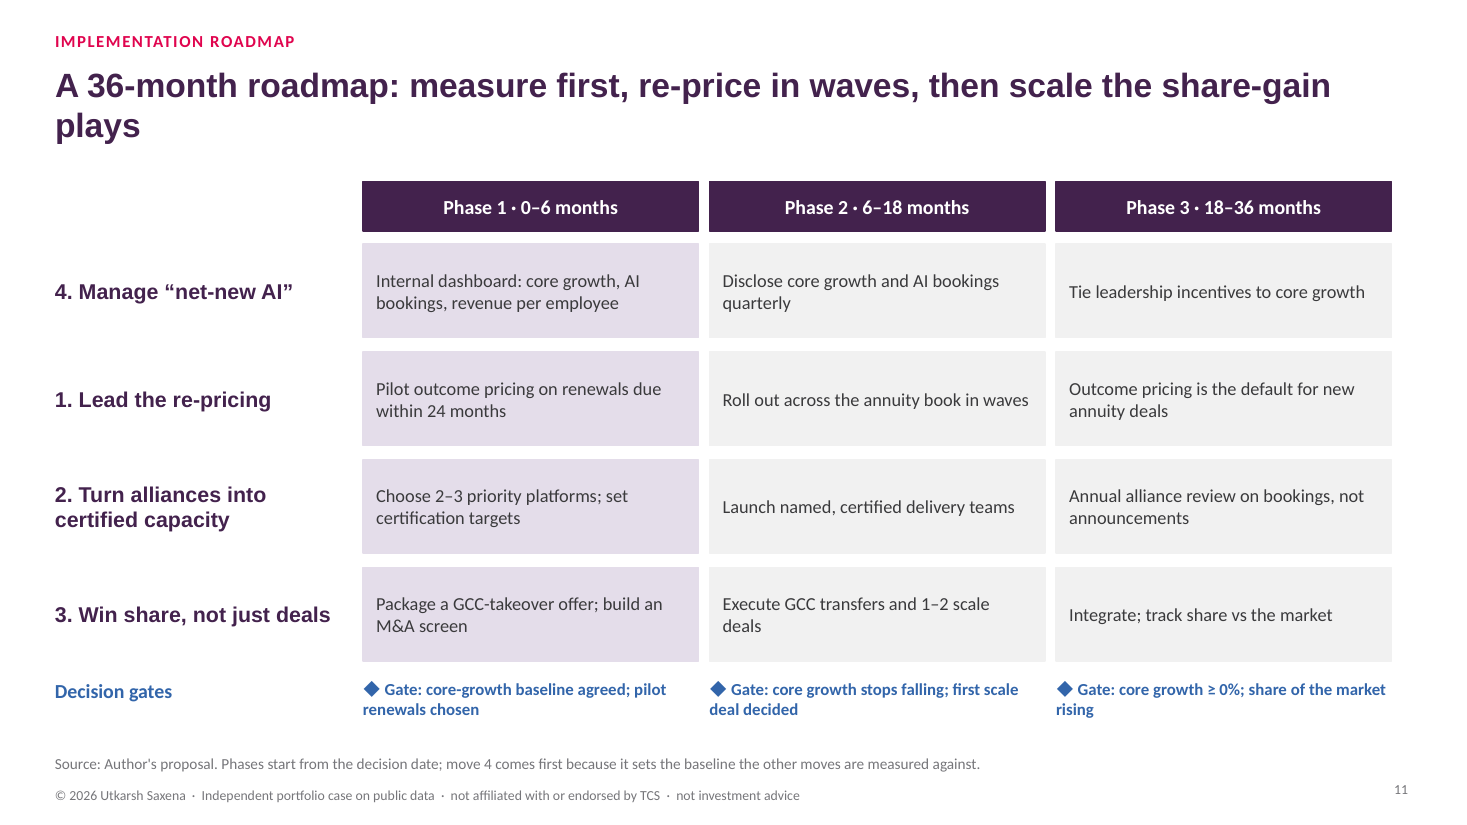 IMPLEMENTATION ROADMAP
A 36-month roadmap: measure first, re-price in waves, then scale the share-gain
plays
Phase 1 · 0–6 months
Phase 2 · 6–18 months
Phase 3 · 18–36 months
4. Manage “net-new AI”
Internal dashboard: core growth, AI
bookings, revenue per employee
Disclose core growth and AI bookings
quarterly
Tie leadership incentives to core growth
1. Lead the re-pricing
Pilot outcome pricing on renewals due
within 24 months
Roll out across the annuity book in waves
Outcome pricing is the default for new
annuity deals
2. Turn alliances into
certified capacity
Choose 2–3 priority platforms; set
certification targets
Launch named, certified delivery teams
Annual alliance review on bookings, not
announcements
3. Win share, not just deals
Package a GCC-takeover offer; build an
M&A screen
Execute GCC transfers and 1–2 scale
deals
Integrate; track share vs the market
Decision gates
◆ Gate: core-growth baseline agreed; pilot
renewals chosen
◆ Gate: core growth stops falling; first scale
deal decided
◆ Gate: core growth ≥ 0%; share of the market
rising
Source: Author's proposal. Phases start from the decision date; move 4 comes first because it sets the baseline the other moves are measured against.
© 2026 Utkarsh Saxena · Independent portfolio case on public data · not affiliated with or endorsed by TCS · not investment advice
11